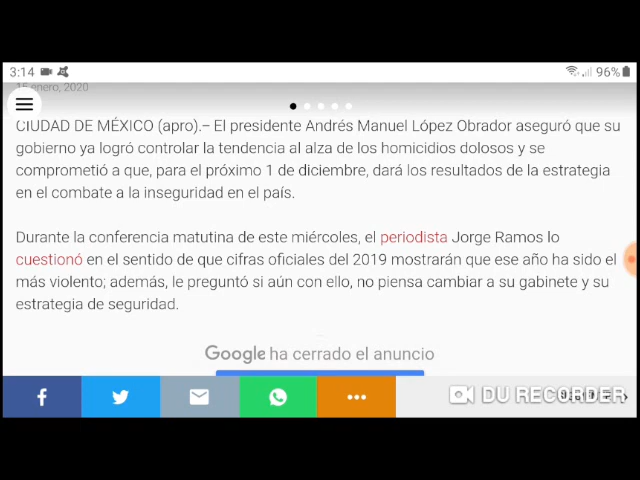 3:14
96%
15 enero, 2020
CIUDAD DE MÉXICO (apro).– El presidente Andrés Manuel López Obrador aseguró que su
gobierno ya logró controlar la tendencia al alza de los homicidios dolosos y se
comprometió a que, para el próximo 1 de diciembre, dará los resultados de la estrategia
en el combate a la inseguridad en el país.
Durante la conferencia matutina de este miércoles, el periodista Jorge Ramos lo
cuestionó en el sentido de que cifras oficiales del 2019 mostrarán que ese año ha sido el
más violento; además, le preguntó si aún con ello, no piensa cambiar a su gabinete y su
estrategia de seguridad.
Google ha cerrado el anuncio
DU RECORDER